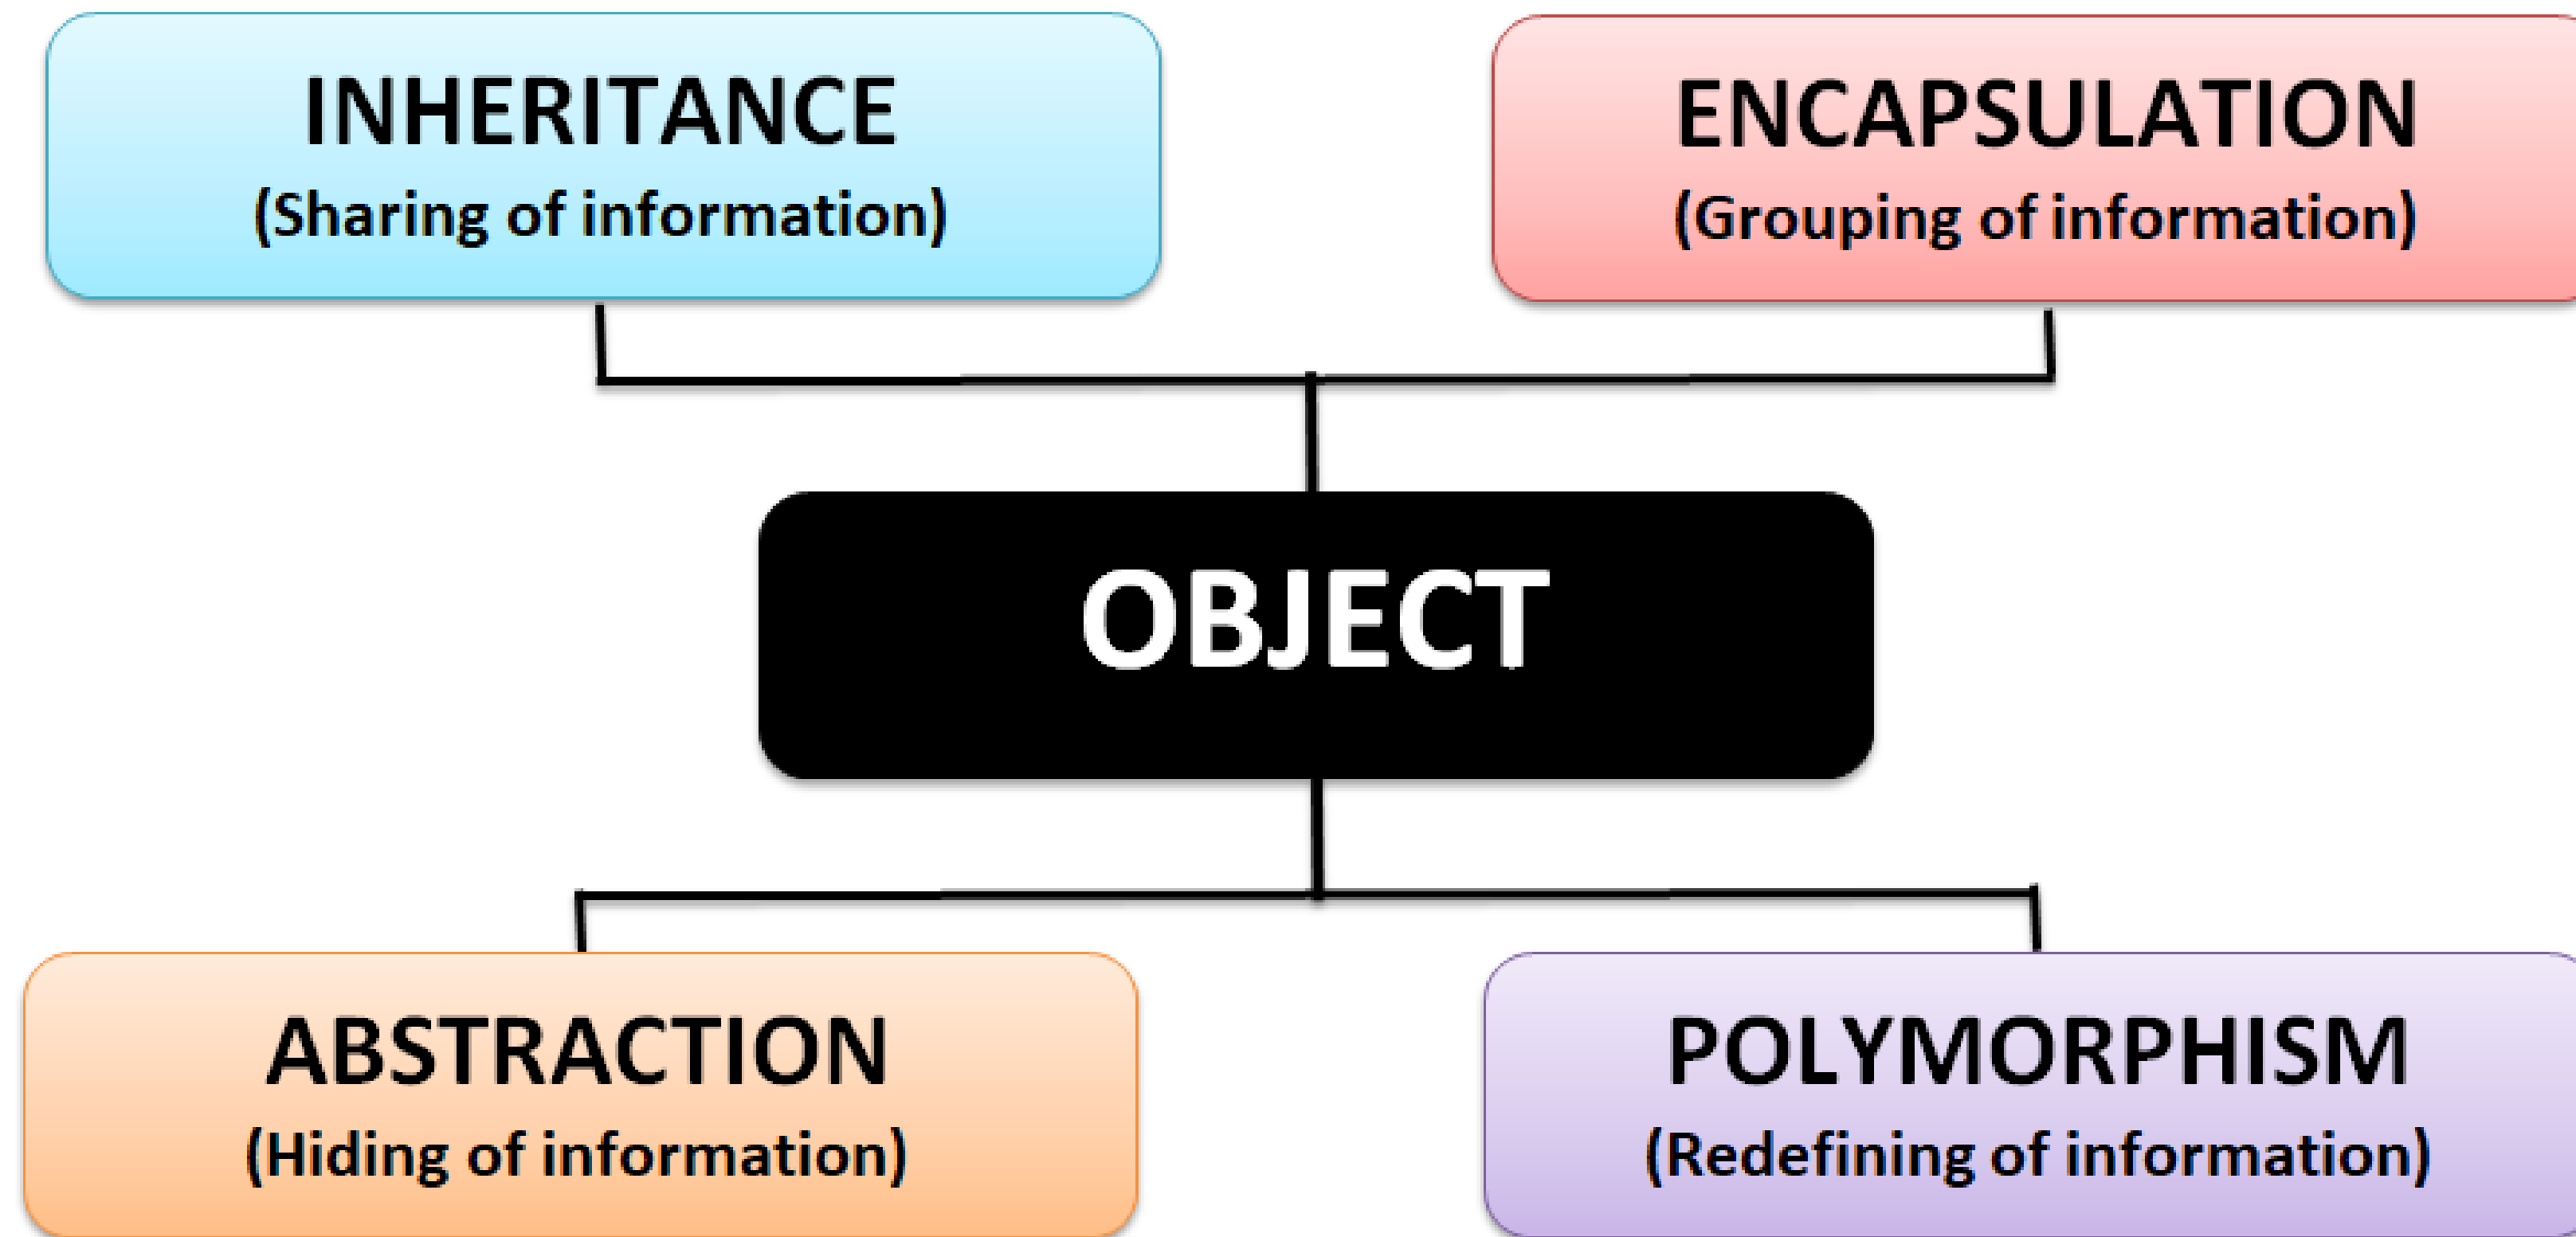 INHERITANCE
(Sharing of information)
ENCAPSULATION
(Grouping of information)
OBJECT
ABSTRACTION
(Hiding of information)
POLYMORPHISM
(Redefining of information)